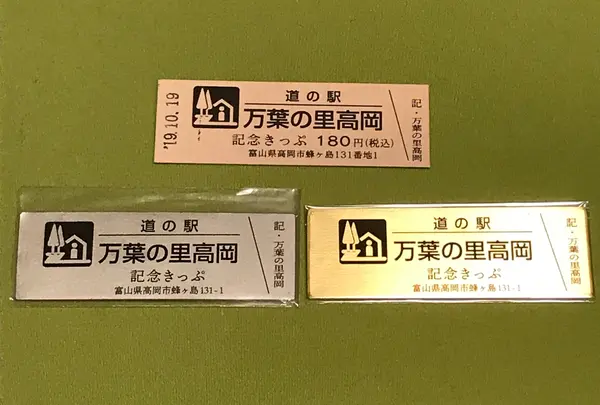 '19.10.19
道の駅
万葉の里高岡
記念きっぷ 180円(税込)
富山県高岡市蜂ヶ島131番地1
記・万葉の里高岡
道の駅
万葉の里高岡
記念きっぷ
富山県高岡市蜂ヶ島131-1
記・万葉の里高岡
道の駅
万葉の里高岡
記念きっぷ
富山県高岡市蜂ヶ島131-1
記・万葉の里高岡